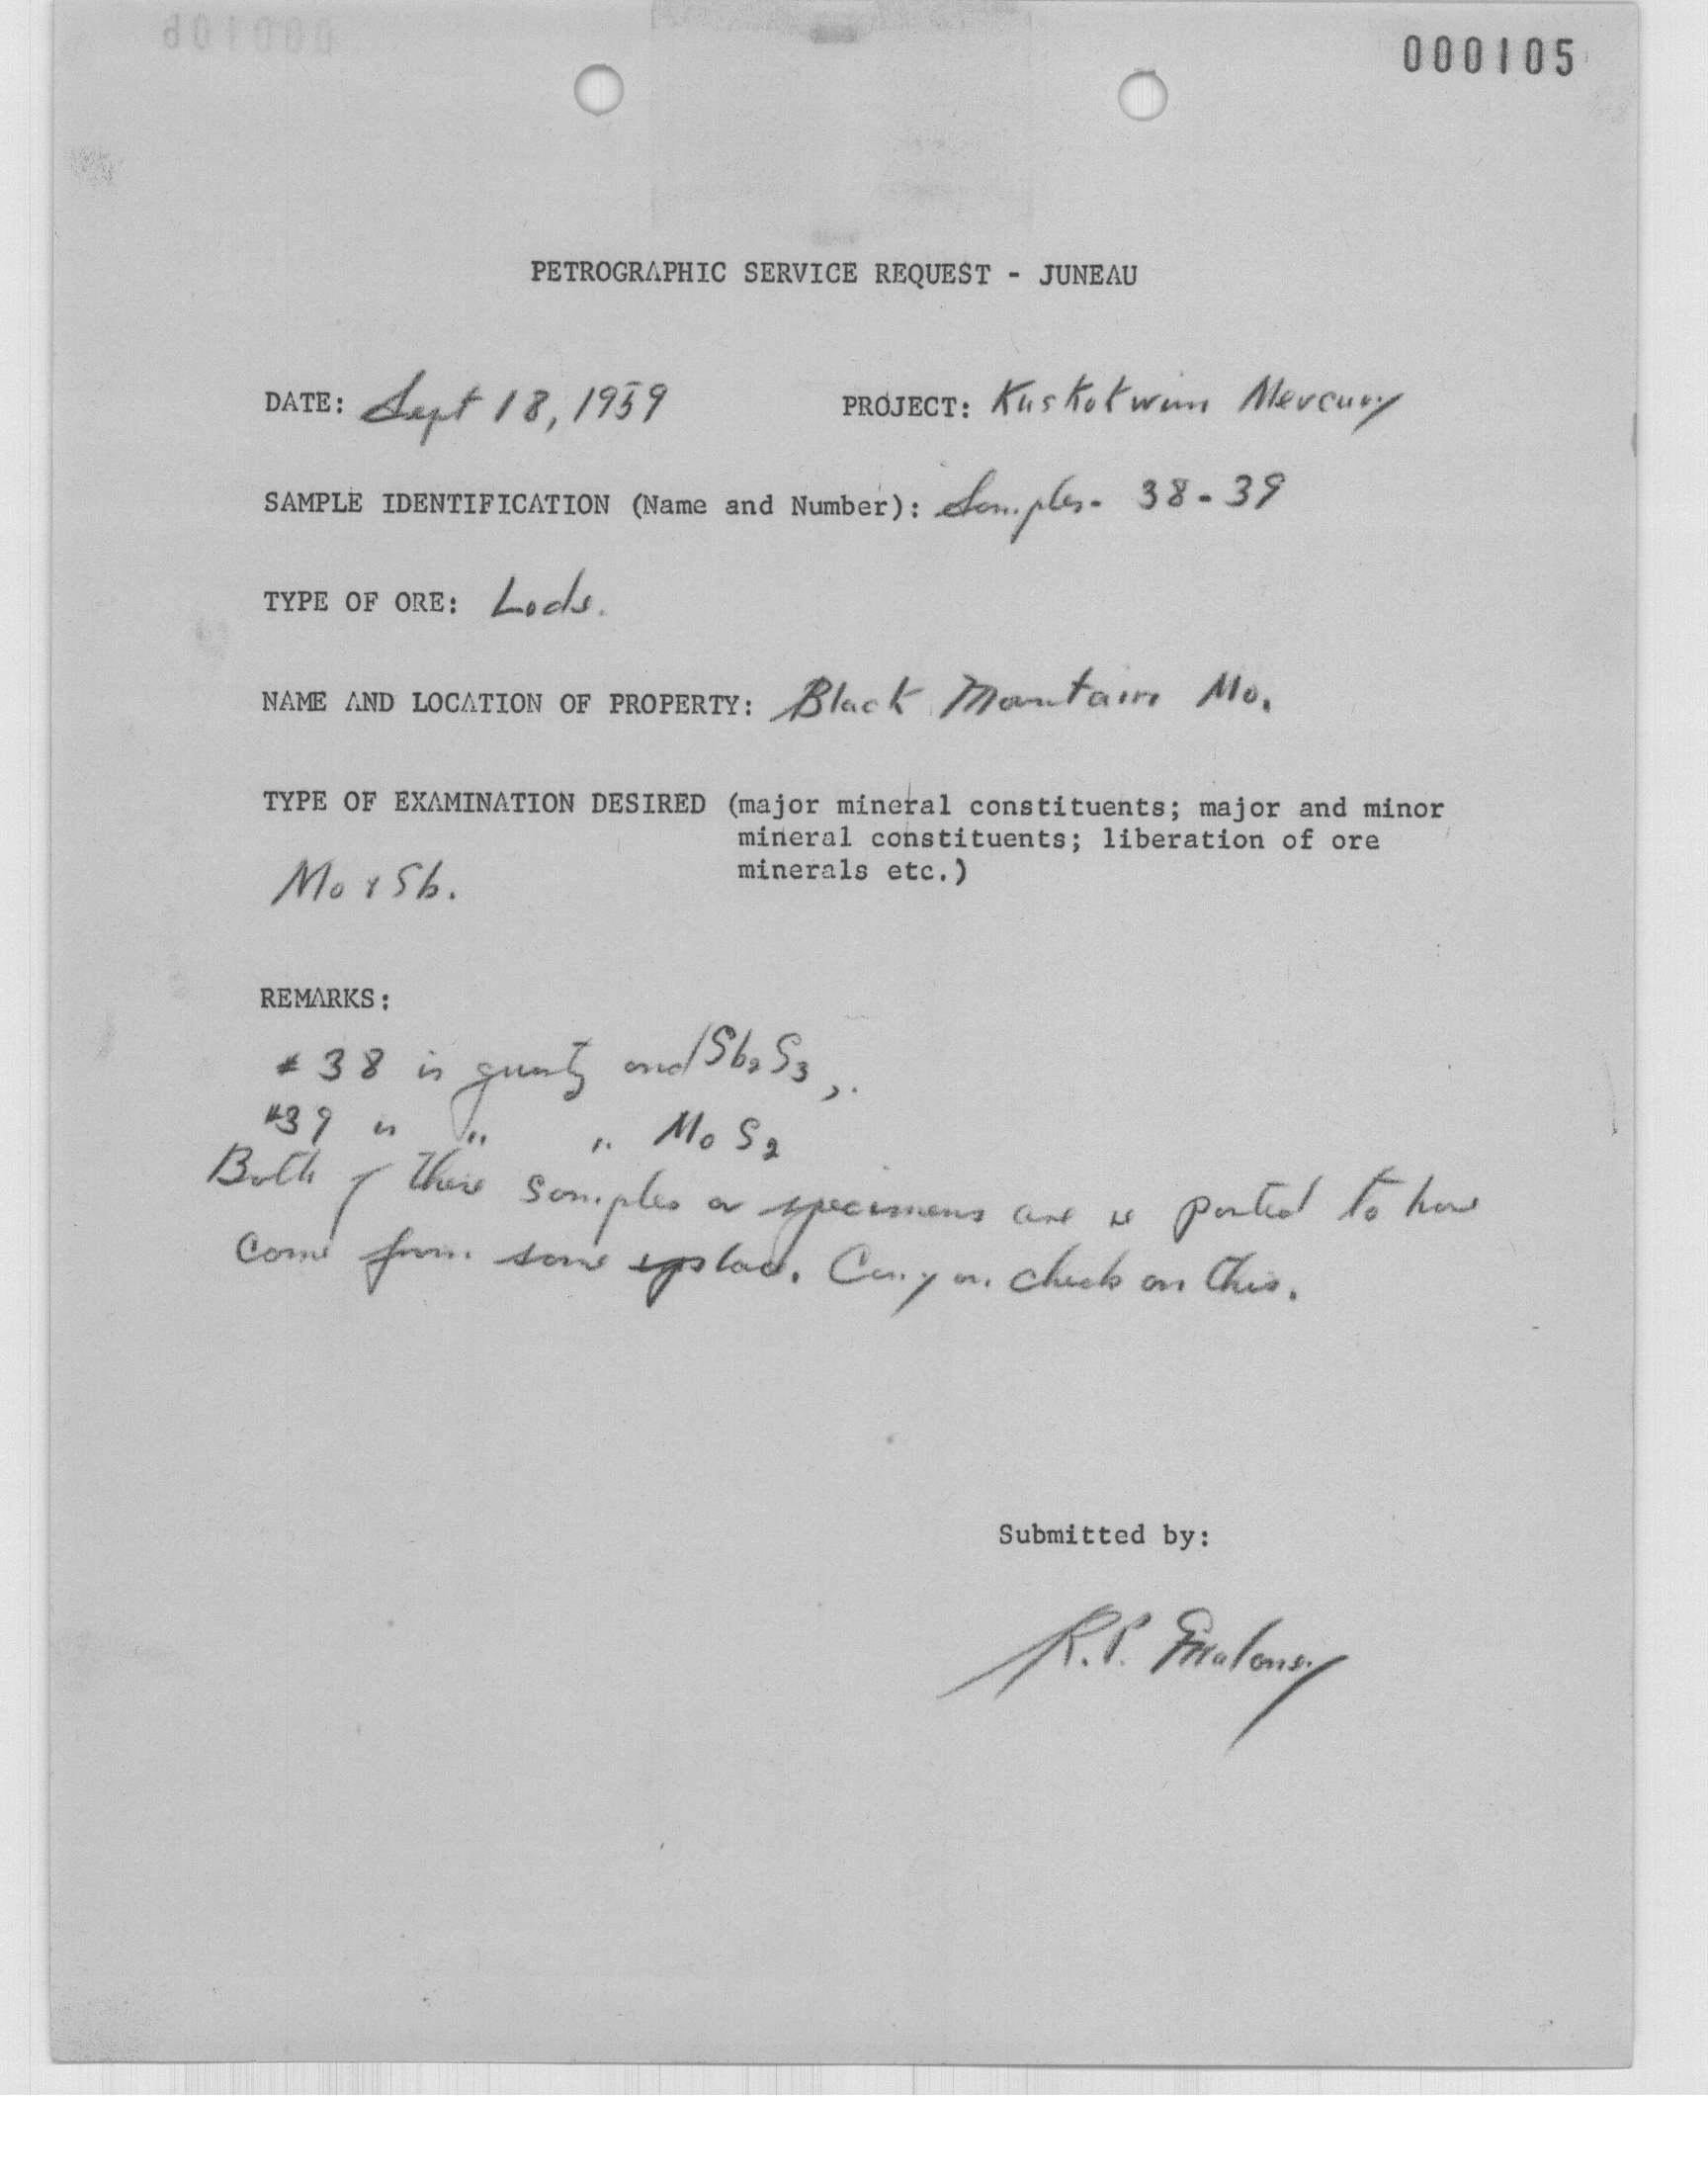 000105
PETROGRAPHIC SERVICE REQUEST - JUNEAU
DATE: Sept 18, 1959 PROJECT: Kuskokwim Mercury
SAMPLE IDENTIFICATION (Name and Number): Samples - 38-39
TYPE OF ORE: Lode.
NAME AND LOCATION OF PROPERTY: Black Mountain Mo.
TYPE OF EXAMINATION DESIRED (major mineral constituents; major and minor
mineral constituents; liberation of ore
minerals etc.)
Mo & Sb.
REMARKS:
#38 is quartz and Sb2S3,.
#39 is " " MoS2
Both of these samples or specimens are re ported to have
come from same place. Can you check on this.
Submitted by:
R.P. Maloney